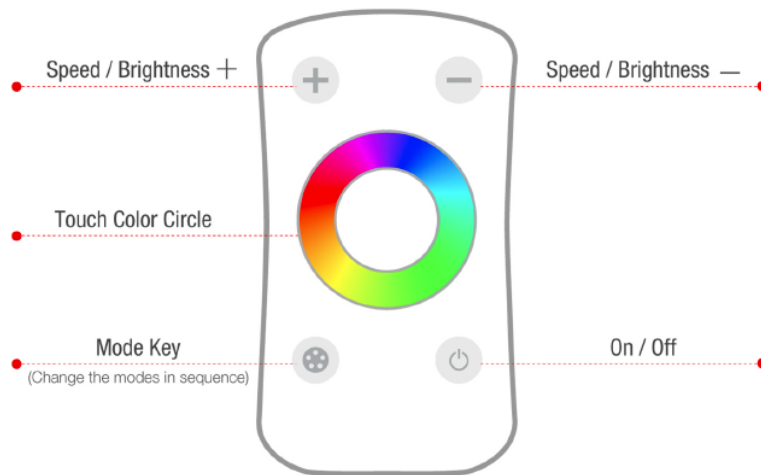 Speed / Brightness +
Speed / Brightness —
Touch Color Circle
Mode Key
(Change the modes in sequence)
On / Off